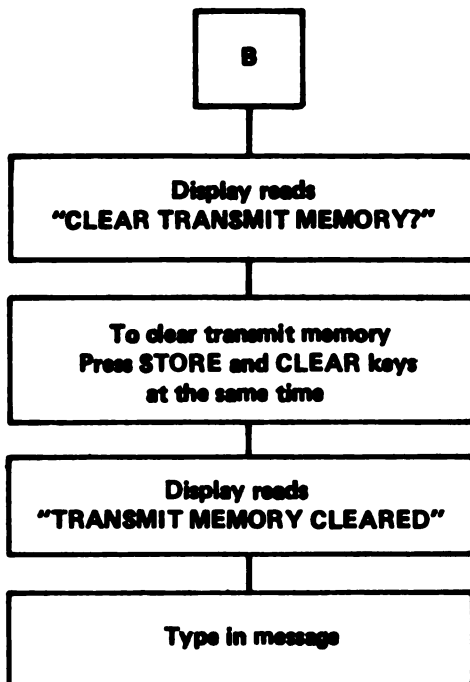 B
Display reads
"CLEAR TRANSMIT MEMORY?"
To clear transmit memory
Press STORE and CLEAR keys
at the same time
Display reads
"TRANSMIT MEMORY CLEARED"
Type in message